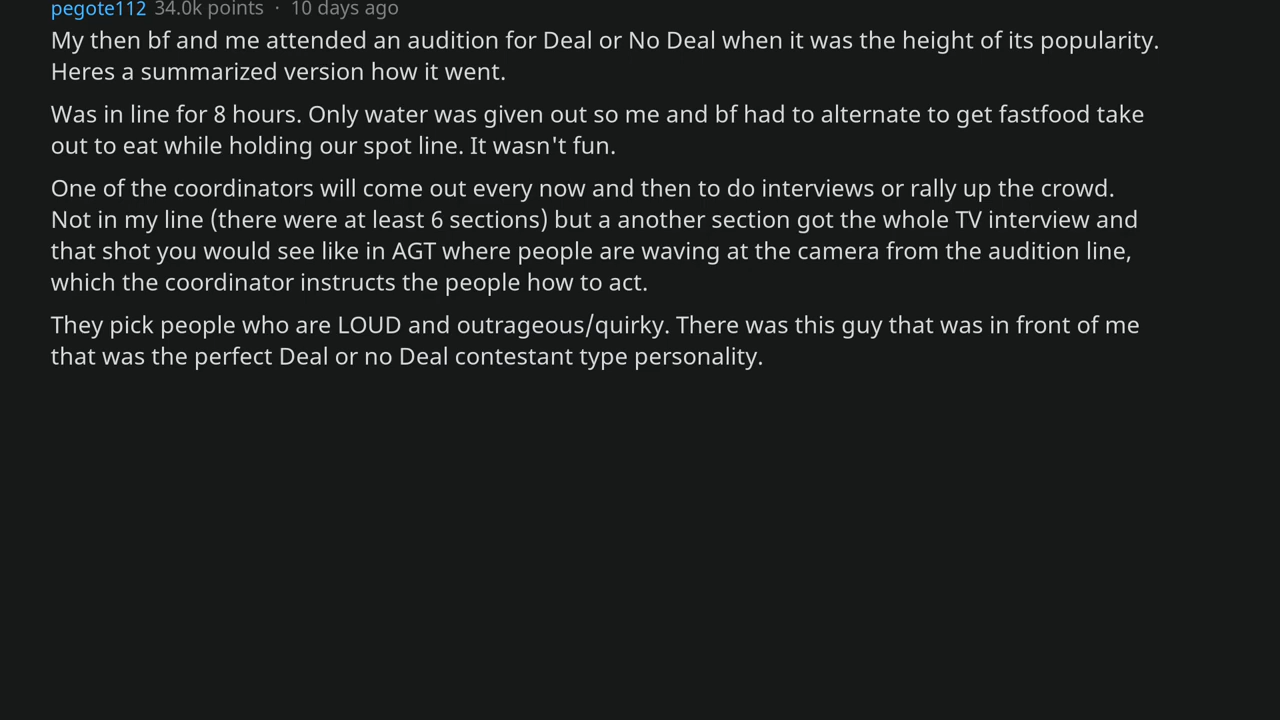 pegote112 34.0k points · 10 days ago
My then bf and me attended an audition for Deal or No Deal when it was the height of its popularity.
Heres a summarized version how it went.
Was in line for 8 hours. Only water was given out so me and bf had to alternate to get fastfood take
out to eat while holding our spot line. It wasn't fun.
One of the coordinators will come out every now and then to do interviews or rally up the crowd.
Not in my line (there were at least 6 sections) but a another section got the whole TV interview and
that shot you would see like in AGT where people are waving at the camera from the audition line,
which the coordinator instructs the people how to act.
They pick people who are LOUD and outrageous/quirky. There was this guy that was in front of me
that was the perfect Deal or no Deal contestant type personality.